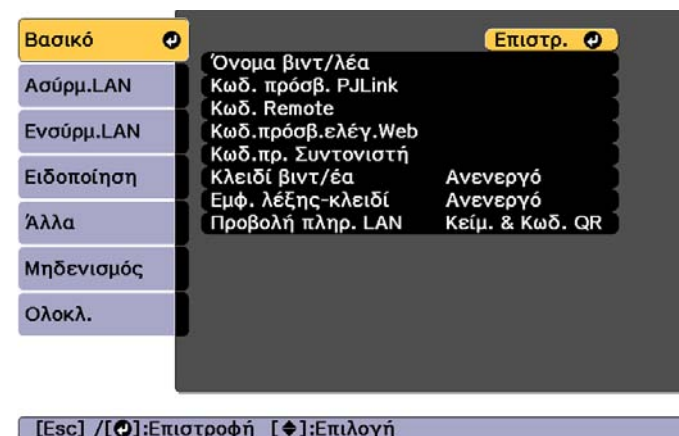 Βασικό
Επιστρ.
Όνομα βιντ/λέα
Ασύρμ.LAN
Κωδ. πρόσβ. PJLink
Κωδ. Remote
Ενσύρμ.LAN
Κωδ.πρόσβ.ελέγ.Web
Κωδ.πρ. Συντονιστή
Ειδοποίηση
Κλειδί βιντ/έα Ανενεργό
Εμφ. λέξης-κλειδί Ανενεργό
Άλλα
Προβολή πληρ. LAN Κείμ. & Κωδ. QR
Μηδενισμός
Ολοκλ.
[Esc] /[]:Επιστροφή []:Επιλογή